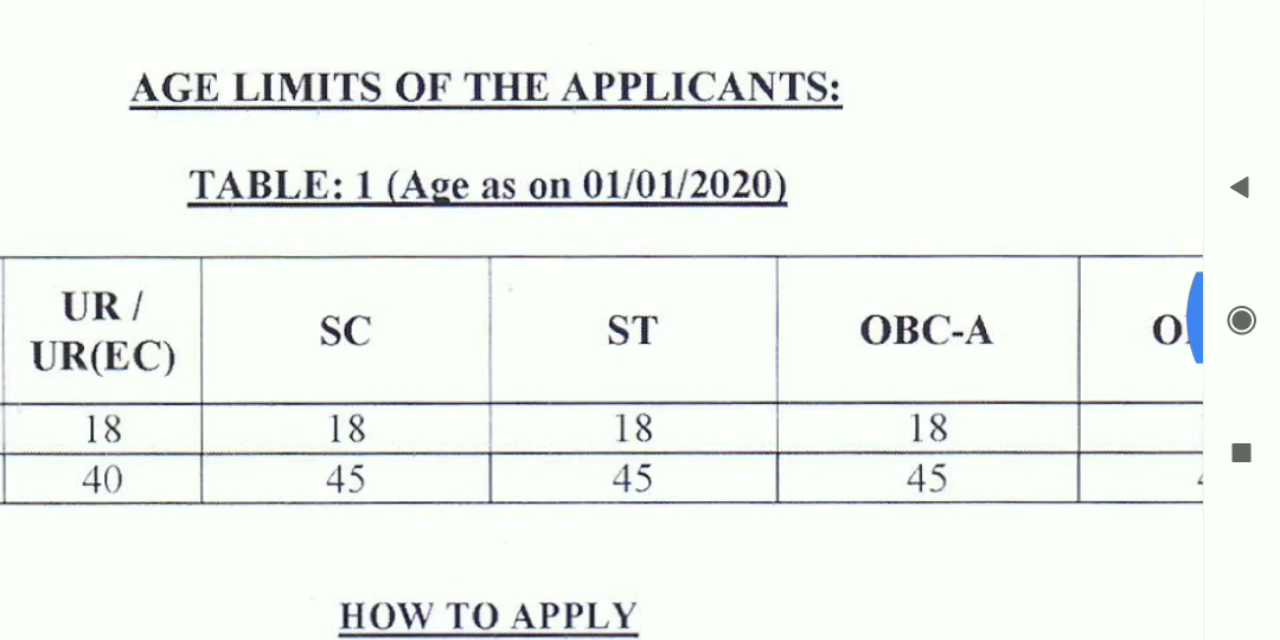 AGE LIMITS OF THE APPLICANTS:
TABLE: 1 (Age as on 01/01/2020)
UR / UR(EC) SC ST OBC-A
18 18 18 18
40 45 45 45
HOW TO APPLY